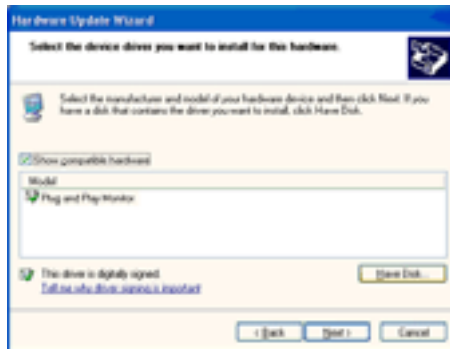 Hardware Update Wizard
Select the device driver you want to install for this hardware.
Select the manufacturer and model of your hardware device and then click Next. If you
have a disk that contains the driver you want to install, click Have Disk.
Show compatible hardware
Model
Plug and Play Monitor
This driver is digitally signed.
Have Disk...
Tell me why driver signing is important
< Back
Next >
Cancel